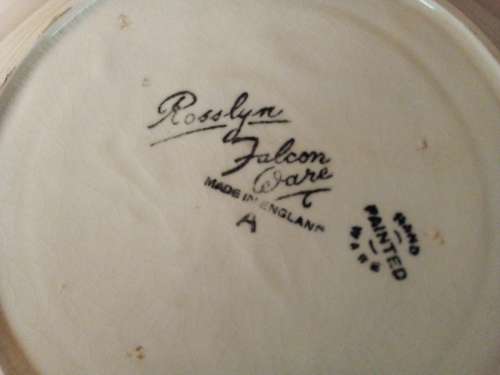 Rosslyn
Falcon
Ware
MADE IN ENGLAND
A
HAND
PAINTED
WARE